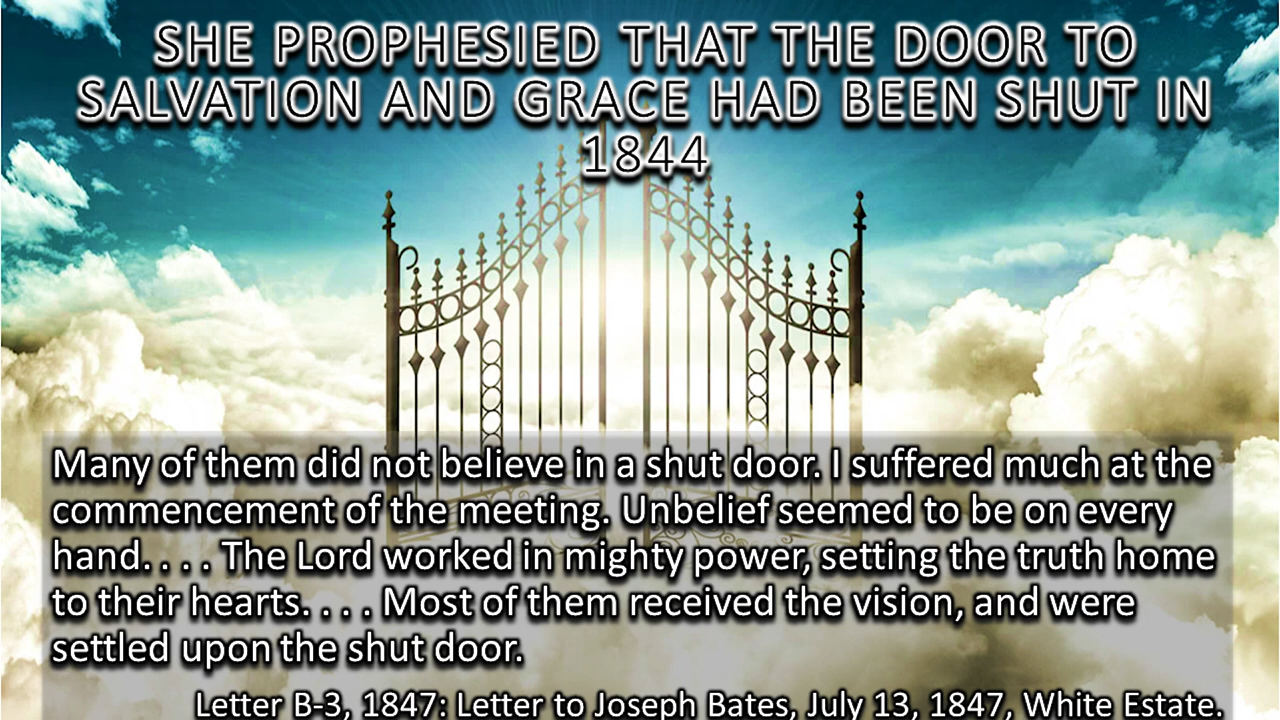 SHE PROPHESIED THAT THE DOOR TO
SALVATION AND GRACE HAD BEEN SHUT IN
1844
Many of them did not believe in a shut door. I suffered much at the
commencement of the meeting. Unbelief seemed to be on every
hand. . . . The Lord worked in mighty power, setting the truth home
to their hearts. . . . Most of them received the vision, and were
settled upon the shut door.
Letter B-3, 1847: Letter to Joseph Bates, July 13, 1847, White Estate.